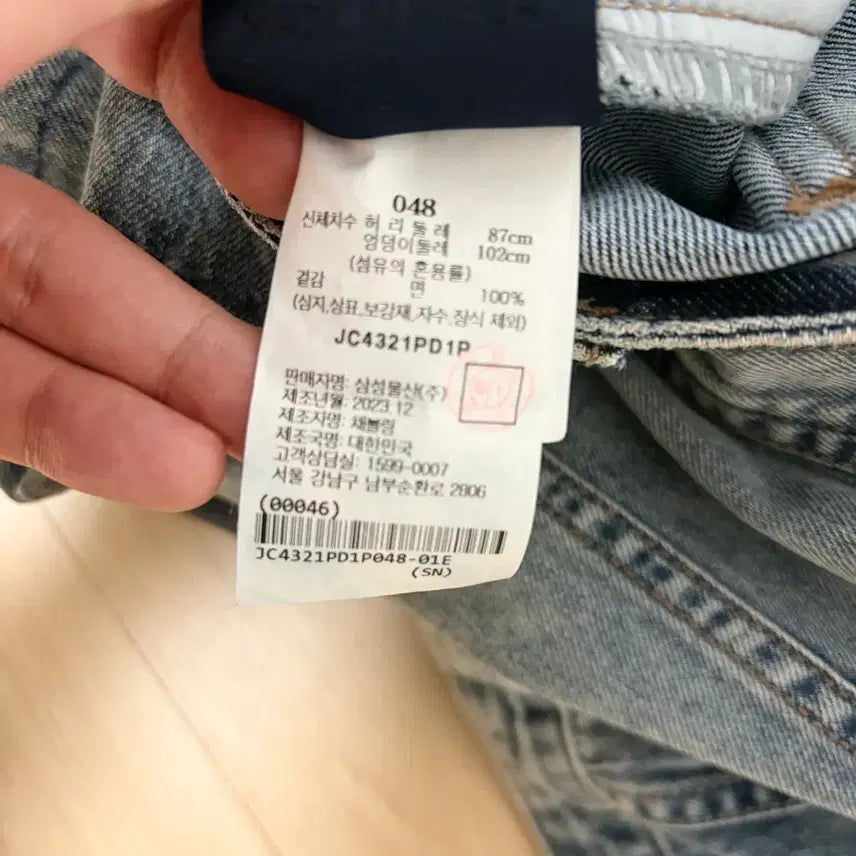 048
신체치수 허 리 둘 레 87cm
엉덩이둘레 102cm
(섬유의 혼용률)
겉감 면 100%
(심지,상표,보강재,자수,장식 제외)
JC4321PD1P
판매자명: 삼성물산(주)
제조년월: 2023.12
제조자명: 채블링
제조국명: 대한민국
고객상담실: 1599-0007
서울 강남구 남부순환로 2806
(00046)
JC4321PD1P048-01E
(SN)